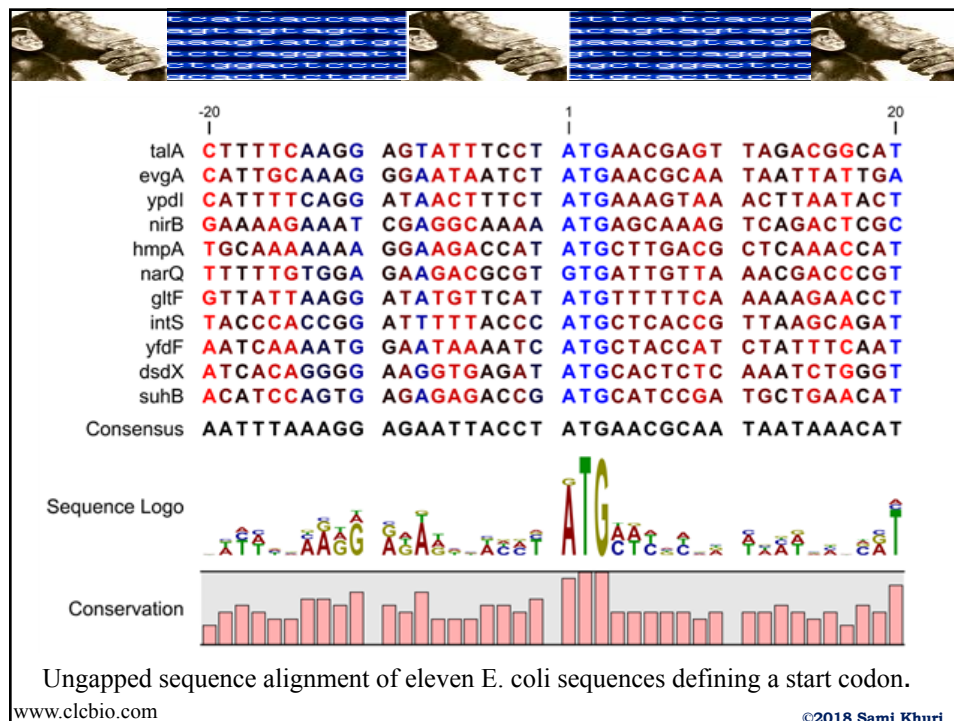 -20 1 20
talA CTTTTCAAGG AGTATTTCCT ATGAACGAGT TAGACGGCAT
evgA CATTGCAAAG GGAATAATCT ATGAACGCAA TAATTATTGA
ypdI CATTTTCAGG ATAACTTTCT ATGAAAGTAA ACTTAATACT
nirB GAAAAGAAAT CGAGGCAAAA ATGAGCAAAG TCAGACTCGC
hmpA TGCAAAAAAA GGAAGACCAT ATGCTTGACG CTCAAACCAT
narQ TTTTTGTGGA GAAGACGCGT GTGATTGTTA AACGACCCGT
gltF GTTATTAAGG ATATGTTCAT ATGTTTTTCA AAAAGAACCT
intS TACCCACCGG ATTTTTACCC ATGCTCACCG TTAAGCAGAT
yfdF AATCAAAATG GAATAAAATC ATGCTACCAT CTATTTCAAT
dsdX ATCACAGGGG AAGGTGAGAT ATGCACTCTC AAATCTGGGT
suhB ACATCCAGTG AGAGAGACCG ATGCATCCGA TGCTGAACAT
Consensus AATTTAAAGG AGAATTACCT ATGAACGCAA TAATAAACAT
Sequence Logo
Conservation
Ungapped sequence alignment of eleven E. coli sequences defining a start codon.
www.clcbio.com ©2018 Sami Khuri